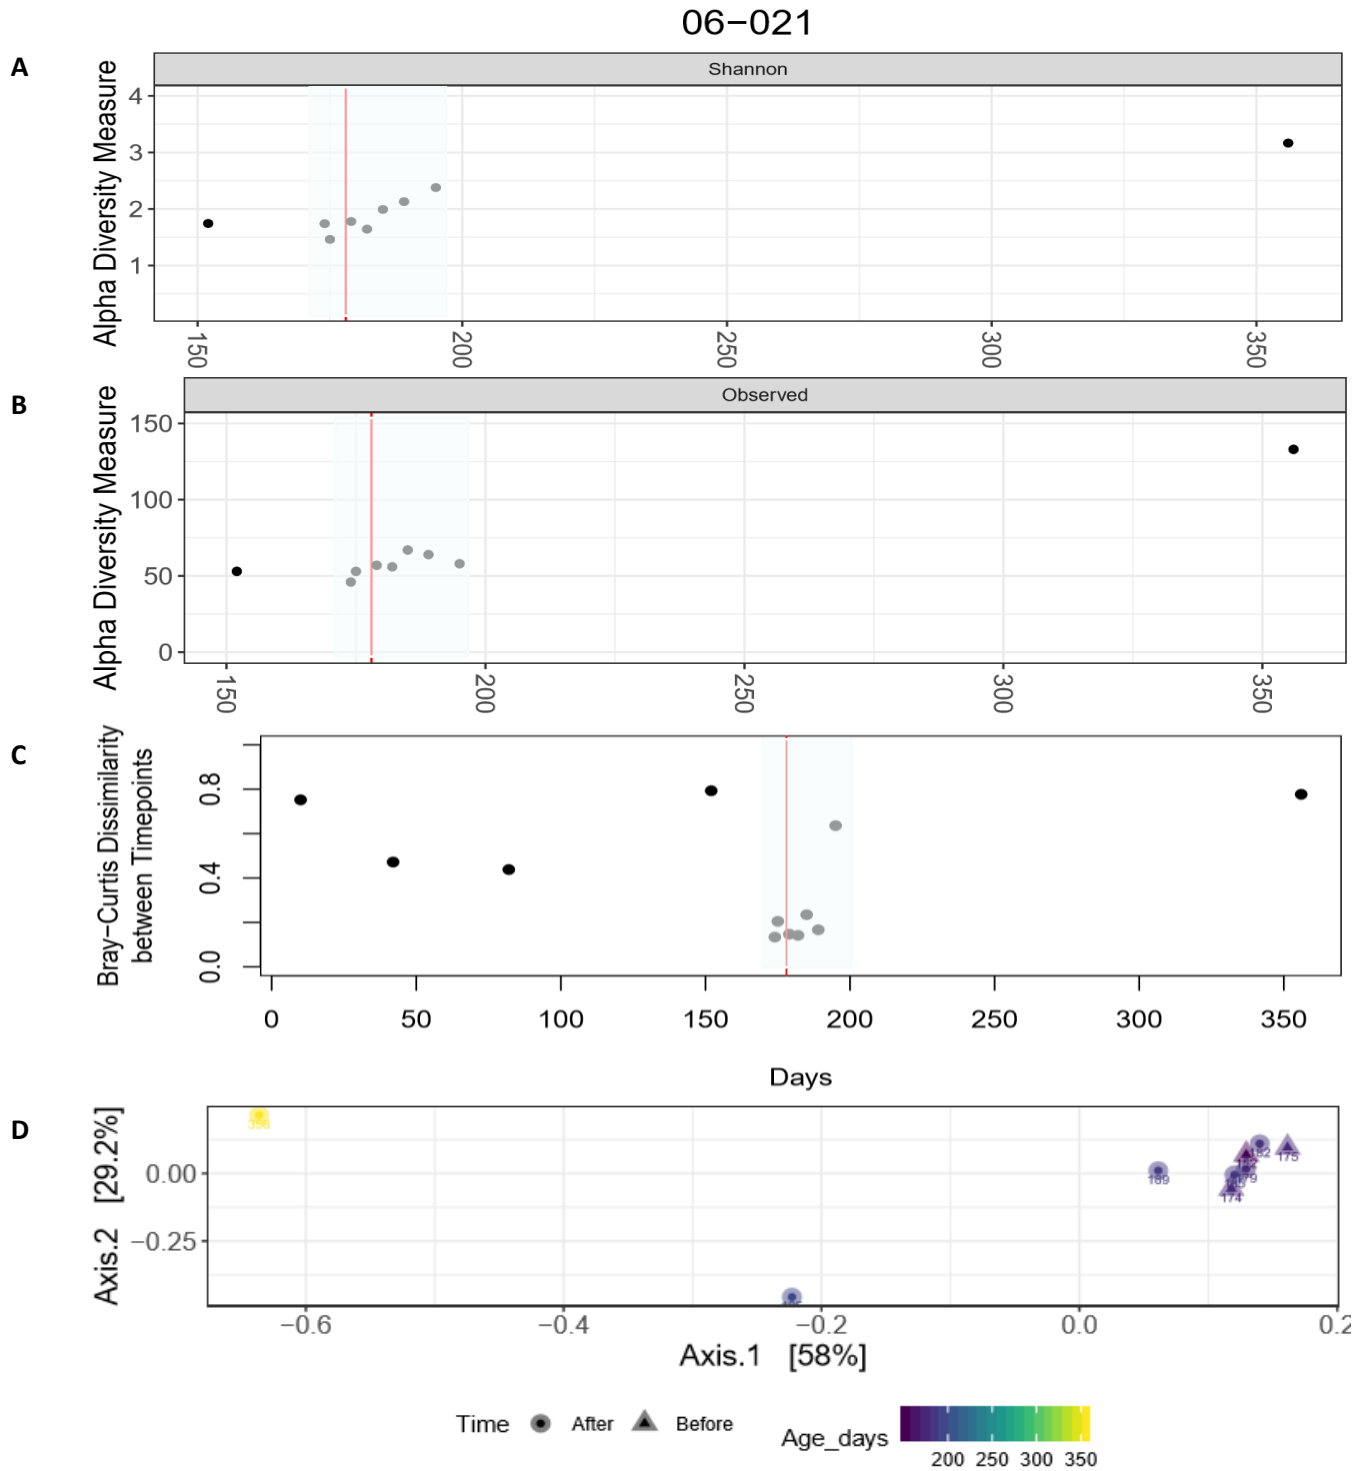 06−021
A
Shannon
Alpha Diversity Measure
4
3
2
1
150 200 250 300 350
B
Observed
Alpha Diversity Measure
150
100
50
0
150 200 250 300 350
C
Bray−Curtis Dissimilarity
between Timepoints
0.8
0.4
0.0
0 50 100 150 200 250 300 350
Days
D
Axis.2 [29.2%]
0.00
−0.25
356
189
182
175
174
−0.6 −0.4 −0.2 0.0 0.2
Axis.1 [58%]
Time After Before
Age_days
200 250 300 350